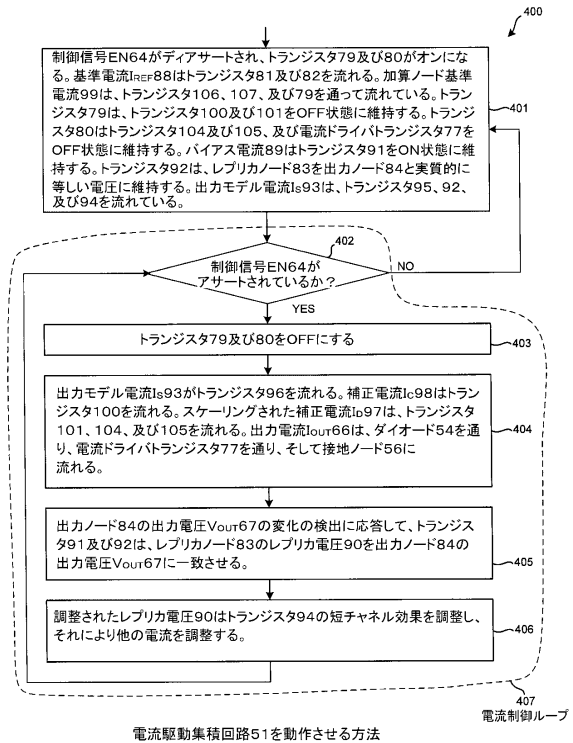 400
制御信号EN64がディアサートされ、トランジスタ79及び80がオンにな
る。基準電流IREF88はトランジスタ81及び82を流れる。加算ノード基準
電流99は、トランジスタ106、107、及び79を通って流れている。トラン
ジスタ79は、トランジスタ100及び101をOFF状態に維持する。トランジ
スタ80はトランジスタ104及び105、及び電流ドライバトランジスタ77を
OFF状態に維持する。バイアス電流89はトランジスタ91をON状態に維
持する。トランジスタ92は、レプリカノード83を出力ノード84と実質的に
等しい電圧に維持する。出力モデル電流IS93は、トランジスタ95、92、
及び94を流れている。
401
402
制御信号EN64が
アサートされているか?
NO
YES
トランジスタ79及び80をOFFにする
403
出力モデル電流IS93がトランジスタ96を流れる。補正電流IC98はトラン
ジスタ100を流れる。スケーリングされた補正電流ID97は、トランジスタ
101、104、及び105を流れる。出力電流IOUT66は、ダイオード54を通
り、電流ドライバトランジスタ77を通り、そして接地ノード56に
流れる。
404
出力ノード84の出力電圧VOUT67の変化の検出に応答して、トランジス
タ91及び92は、レプリカノード83のレプリカ電圧90を出力ノード84の
出力電圧VOUT67に一致させる。
405
調整されたレプリカ電圧90はトランジスタ94の短チャネル効果を調整し、
それにより他の電流を調整する。
406
407
電流制御ループ
電流駆動集積回路51を動作させる方法